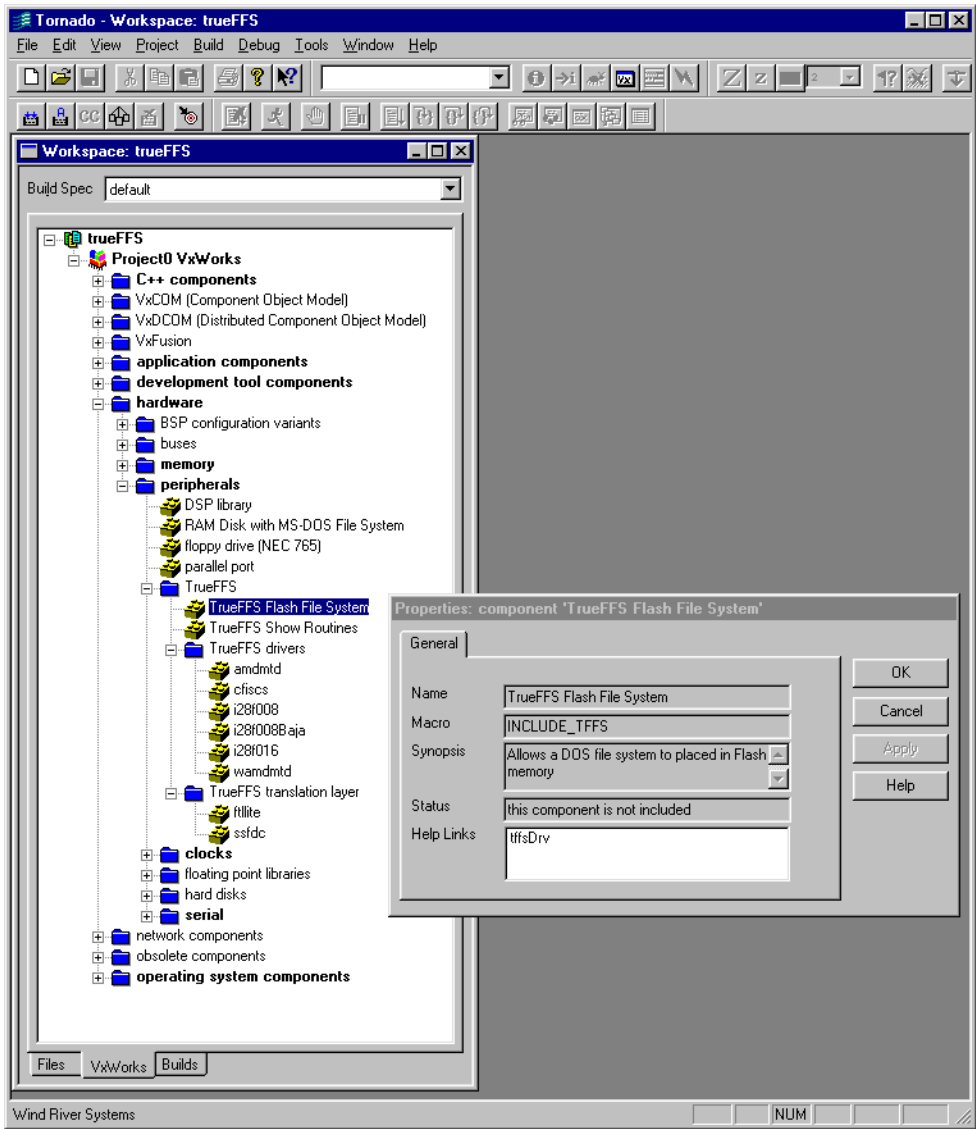 Tornado - Workspace: trueFFS
File Edit View Project Build Debug Tools Window Help
2
CC
Workspace: trueFFS
Build Spec default
trueFFS
Project0 VxWorks
C++ components
VxCOM (Component Object Model)
VxDCOM (Distributed Component Object Model)
VxFusion
application components
development tool components
hardware
BSP configuration variants
buses
memory
peripherals
DSP library
RAM Disk with MS-DOS File System
floppy drive (NEC 765)
parallel port
TrueFFS
TrueFFS Flash File System
TrueFFS Show Routines
TrueFFS drivers
amdmtd
cfiscs
i28f008
i28f008Baja
i28f016
wamdmtd
TrueFFS translation layer
ftllite
ssfdc
clocks
floating point libraries
hard disks
serial
network components
obsolete components
operating system components
Files VxWorks Builds
Properties: component 'TrueFFS Flash File System'
General
Name TrueFFS Flash File System
Macro INCLUDE_TFFS
Synopsis Allows a DOS file system to placed in Flash
memory
Status this component is not included
Help Links tffsDrv
OK
Cancel
Apply
Help
Wind River Systems
NUM